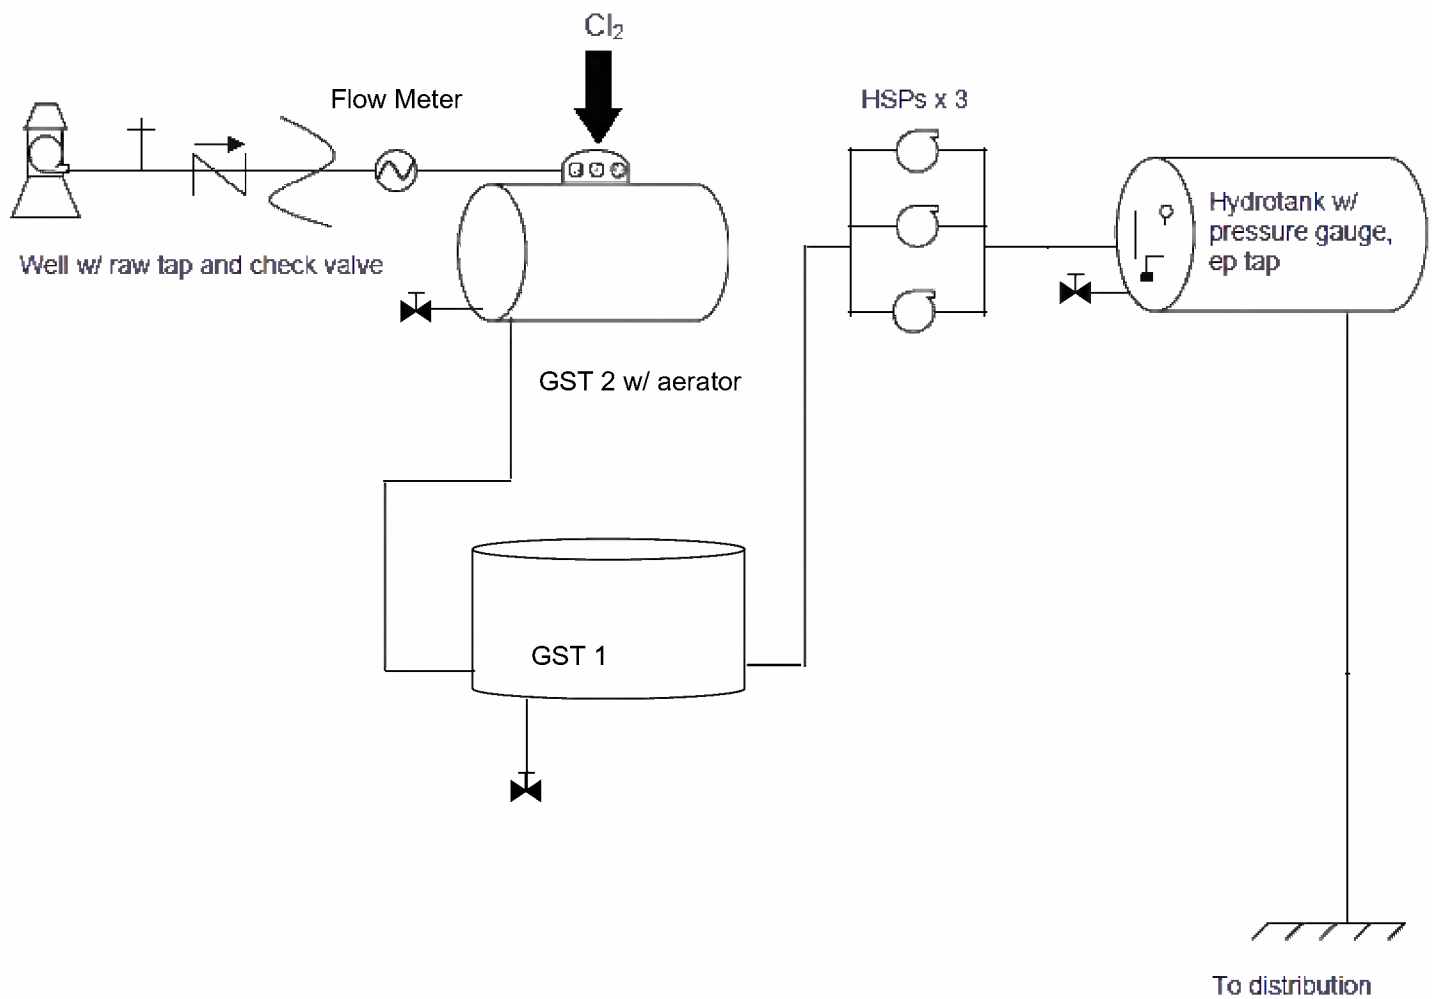 Cl₂
Flow Meter
HSPs x 3
Well w/ raw tap and check valve
Hydrotank w/
pressure gauge,
ep tap
GST 2 w/ aerator
GST 1
To distribution